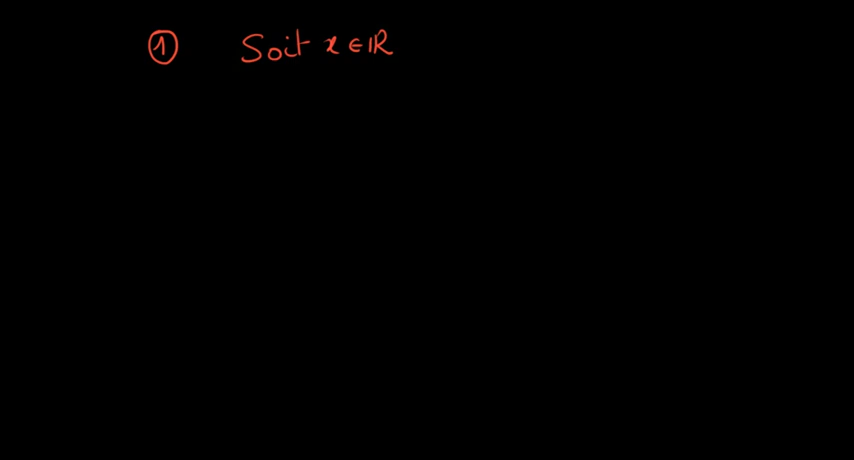 ① Soit x ∈ ℝ